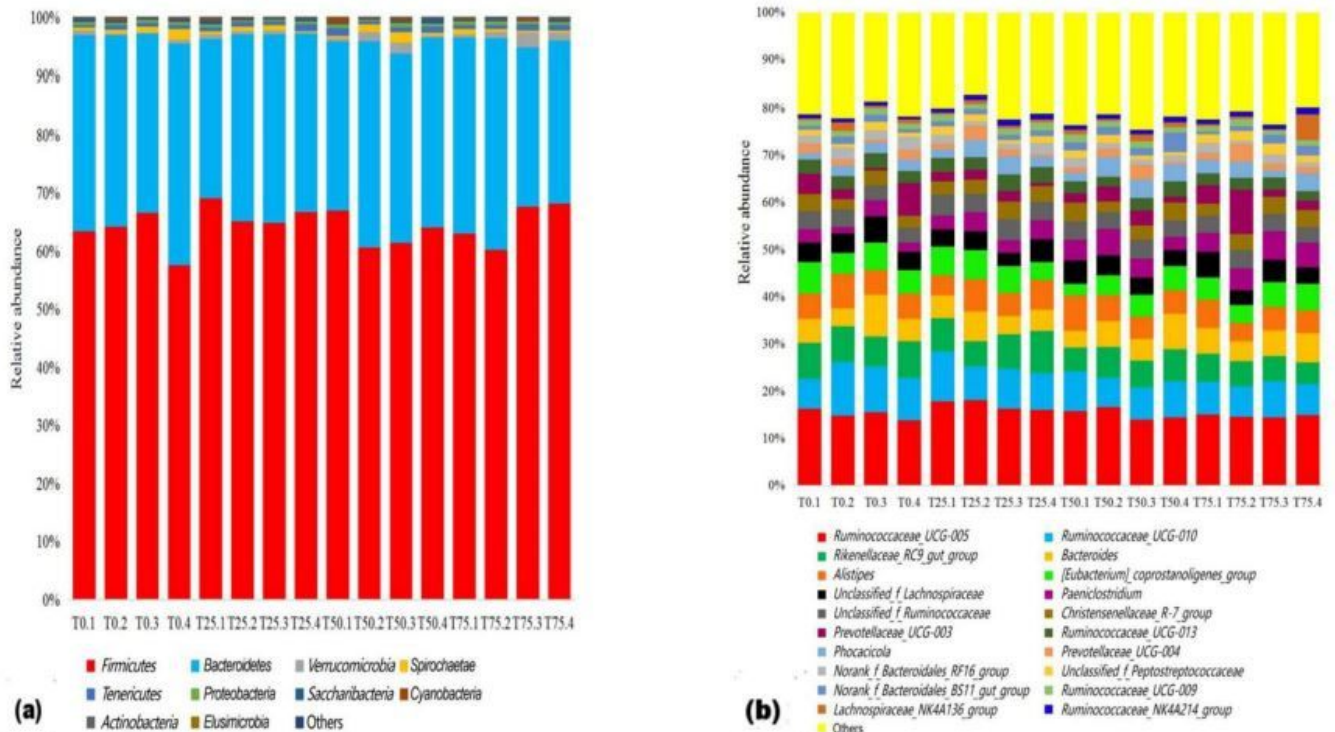 100%
90%
80%
70%
60%
50%
40%
30%
20%
10%
0%
Relative abundance
T0.1 T0.2 T0.3 T0.4 T25.1 T25.2 T25.3 T25.4 T50.1 T50.2 T50.3 T50.4 T75.1 T75.2 T75.3 T75.4
Firmicutes Bacteroidetes Verrucomicrobia Spirochaetae
Tenericutes Proteobacteria Saccharibacteria Cyanobacteria
Actinobacteria Elusimicrobia Others
(a)
100%
90%
80%
70%
60%
50%
40%
30%
20%
10%
0%
Relative abundance
T0.1 T0.2 T0.3 T0.4 T25.1 T25.2 T25.3 T25.4 T50.1 T50.2 T50.3 T50.4 T75.1 T75.2 T75.3 T75.4
Ruminococcaceae_UCG-005 Ruminococcaceae_UCG-010
Rikenellaceae_RC9_gut_group Bacteroides
Alistipes [Eubacterium]_coprostanoligenes_group
Unclassified_f_Lachnospiraceae Paeniclostridium
Unclassified_f_Ruminococcaceae Christensenellaceae_R-7_group
Prevotellaceae_UCG-003 Ruminococcaceae_UCG-013
Phocacicola Prevotellaceae_UCG-004
Norank_f_Bacteroidales_RF16_group Unclassified_f_Peptostreptococcaceae
Norank_f_Bacteroidales_BS11_gut_group Ruminococcaceae_UCG-009
Lachnospiraceae_NK4A136_group Ruminococcaceae_NK4A214_group
Others
(b)